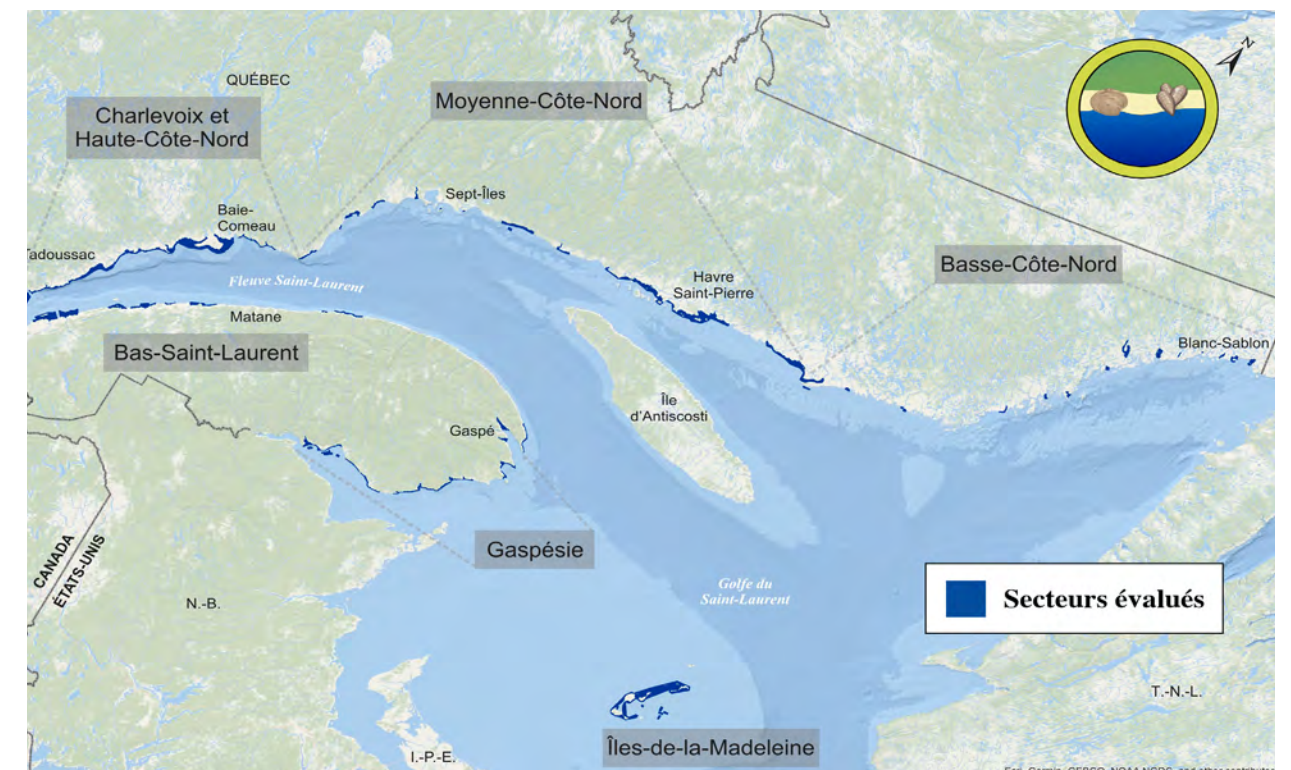 QUÉBEC
Moyenne-Côte-Nord
N
Charlevoix et
Haute-Côte-Nord
Sept-Îles
Baie-
Comeau
Tadoussac
Basse-Côte-Nord
Havre
Saint-Pierre
Fleuve Saint-Laurent
Matane
Blanc-Sablon
Bas-Saint-Laurent
Île
d'Antiscosti
Gaspé
Gaspésie
CANADA
ÉTATS-UNIS
Golfe du
Saint-Laurent
Secteurs évalués
N.-B.
T.-N.-L.
Îles-de-la-Madeleine
I.-P.-E.